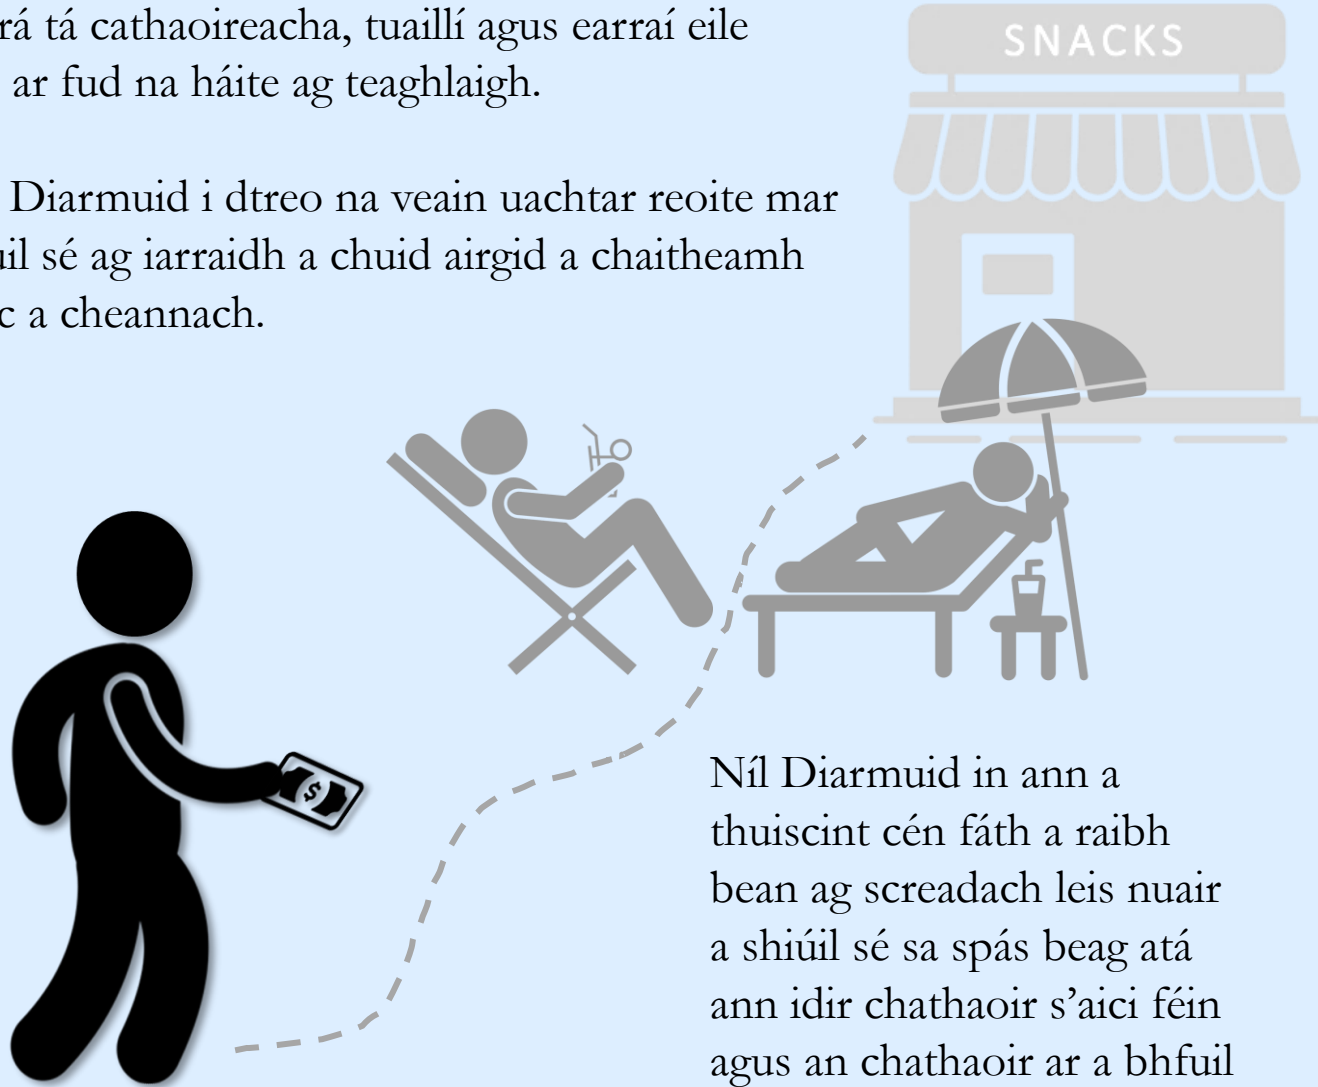 tá cathaoireacha, tuaillí agus earraí eile
ar fud na háite ag teaghlaigh.
SNACKS
Diarmuid i dtreo na veain uachtar reoite mar
sé ag iarraidh a chuid airgid a chaitheamh
a cheannach.
$
Níl Diarmuid in ann a
thuiscint cén fáth a raibh
bean ag screadach leis nuair
a shiúil sé sa spás beag atá
ann idir chathaoir s’aici féin
agus an chathaoir ar a bhfuil